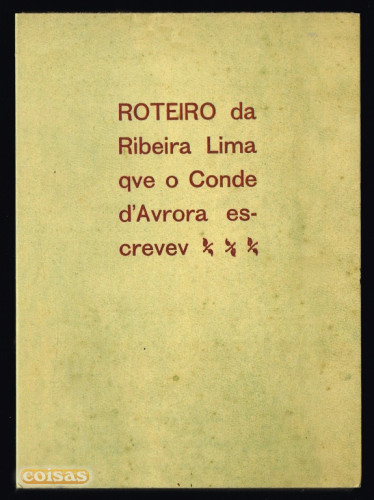 ROTEIRO da
Ribeira Lima
qve o Conde
d'Avrora es-
crevev
coisas